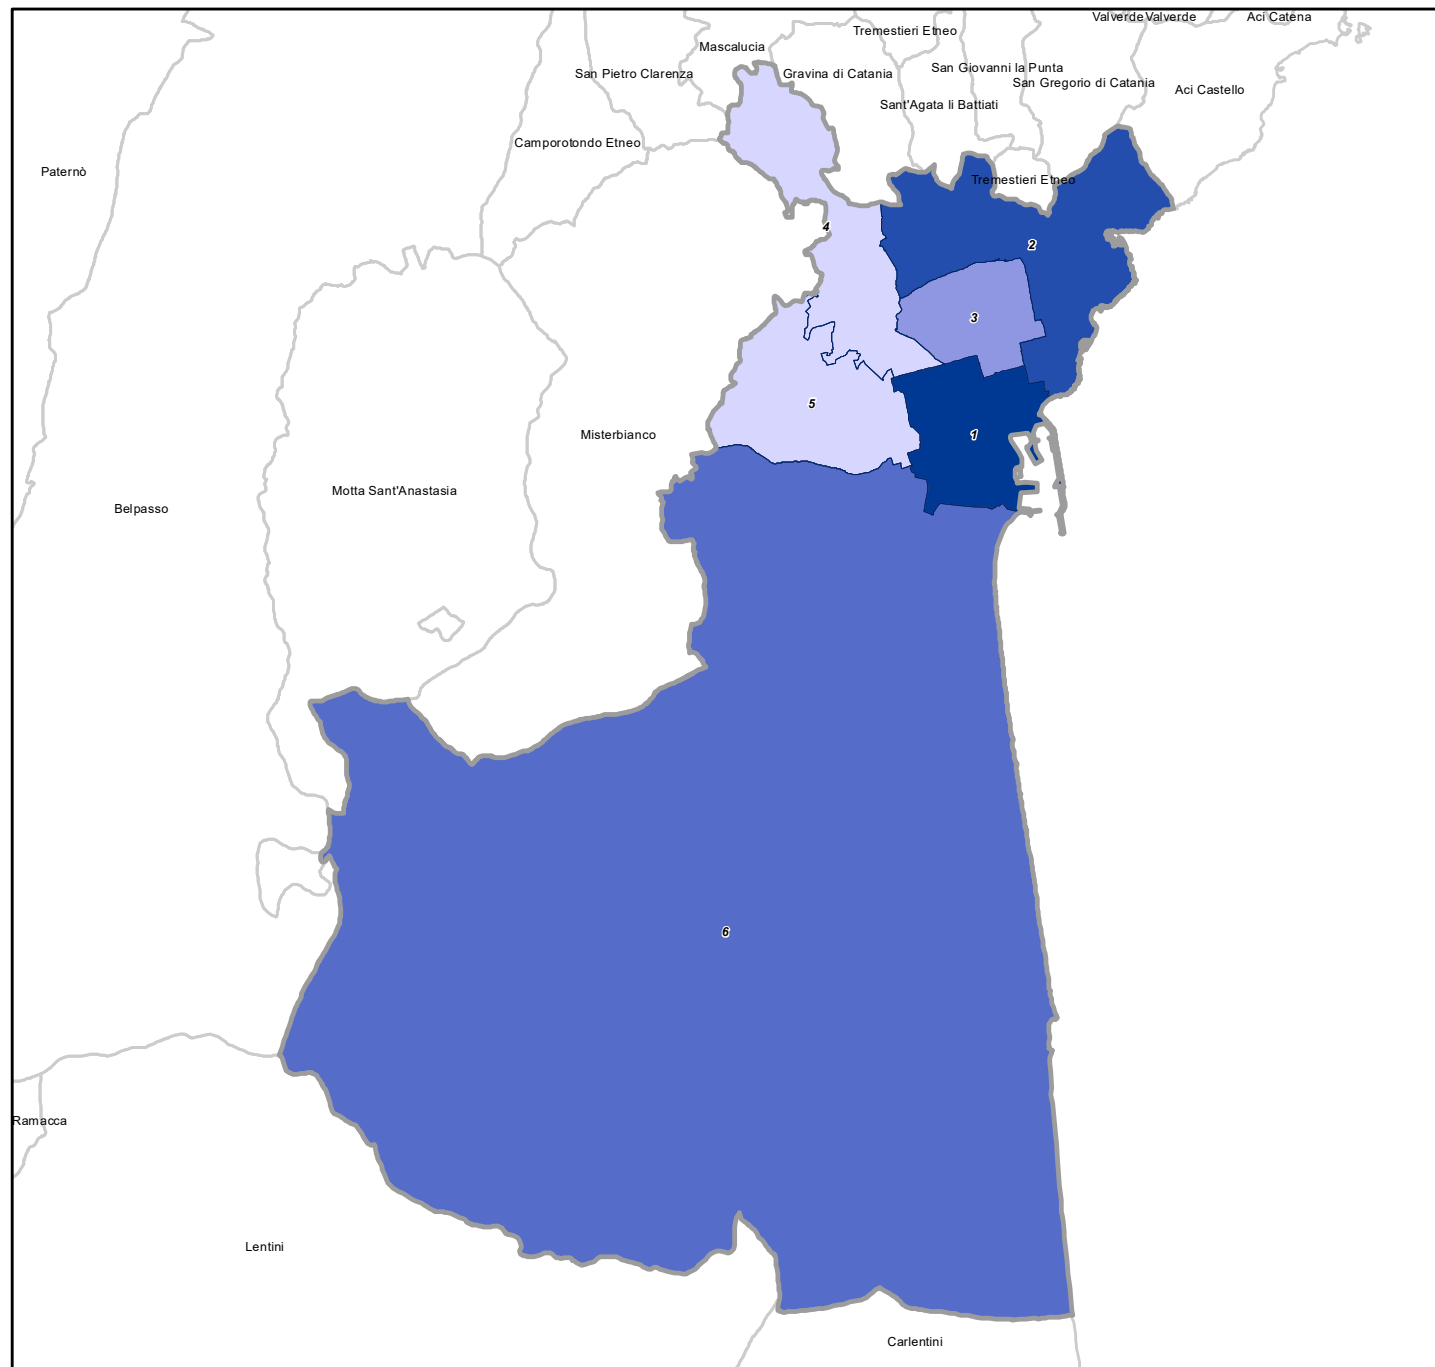 Valverde Valverde
Aci Catena
Tremestieri Etneo
Mascalucia
San Pietro Clarenza
Gravina di Catania
San Giovanni la Punta
San Gregorio di Catania
Aci Castello
Sant'Agata li Battiati
Camporotondo Etneo
Paternò
Tremestieri Etneo
4
2
3
5
1
Misterbianco
Motta Sant'Anastasia
Belpasso
6
Ramacca
Lentini
Carlentini